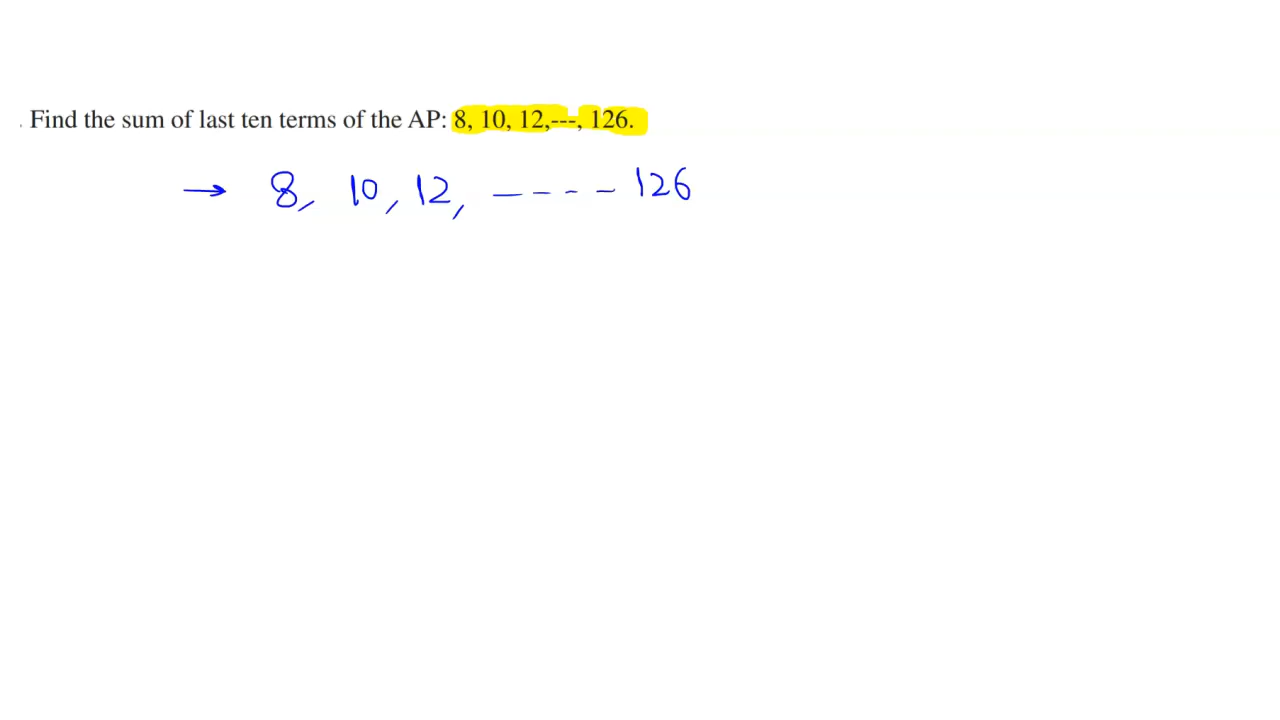 . Find the sum of last ten terms of the AP: 8, 10, 12,---, 126.
→ 8, 10, 12, ---- 126